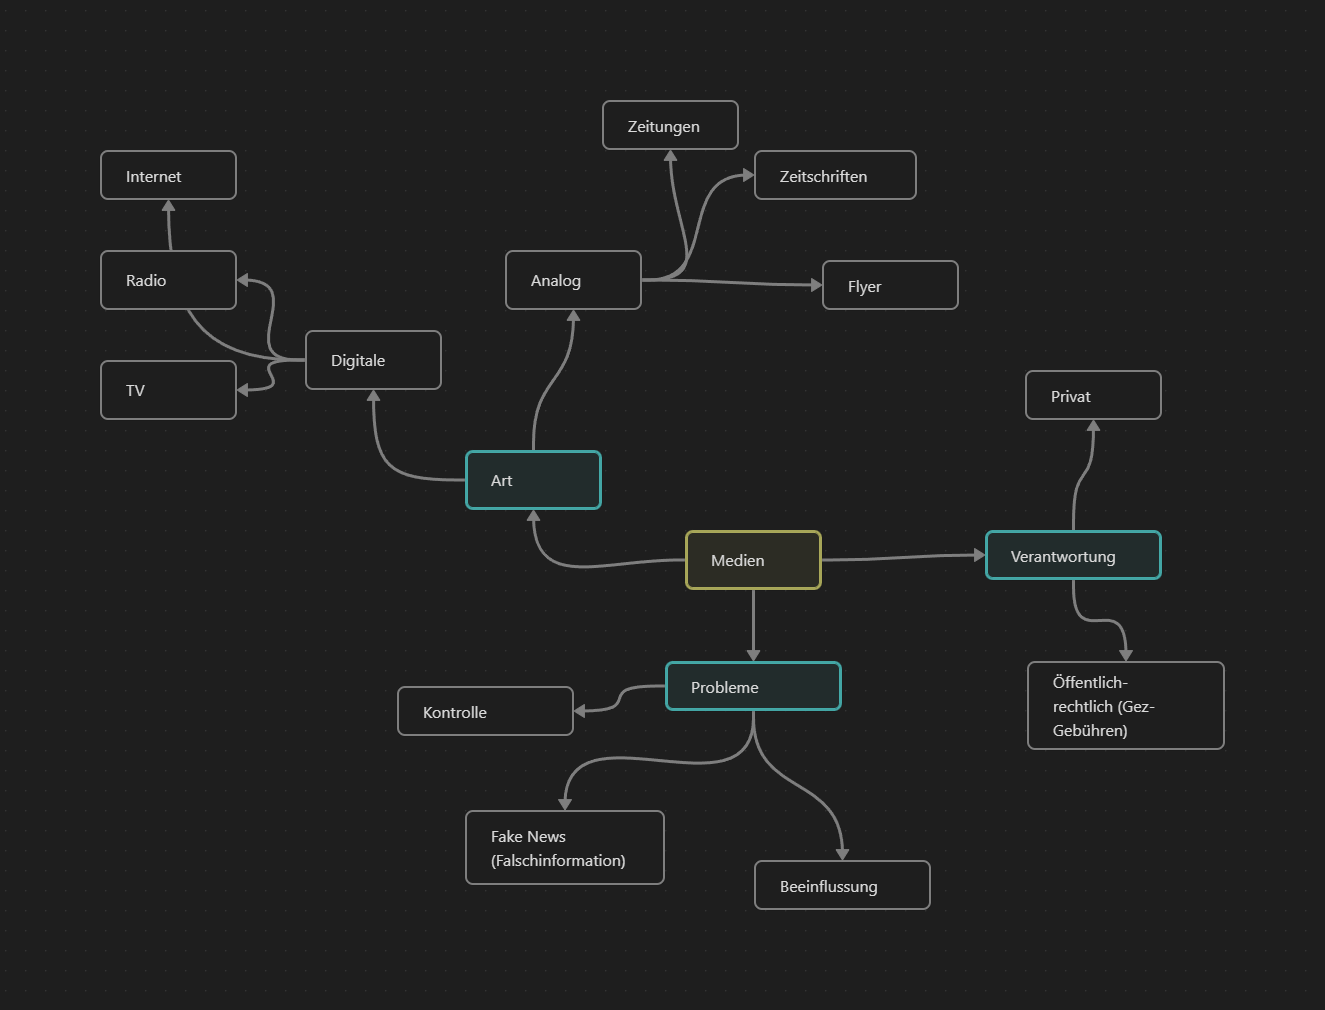 Zeitungen
Internet
Zeitschriften
Radio
Analog
Flyer
Digitale
TV
Privat
Art
Medien
Verantwortung
Probleme
Kontrolle
Öffentlich-
rechtlich (Gez-
Gebühren)
Fake News
(Falschinformation)
Beeinflussung